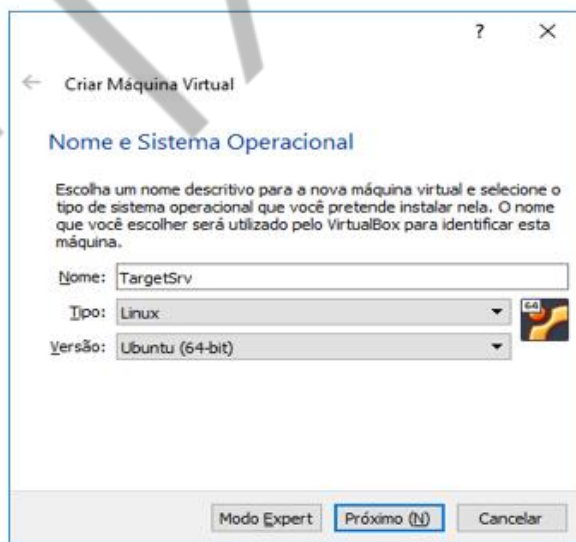 ?
Criar Máquina Virtual
Nome e Sistema Operacional
Escolha um nome descritivo para a nova máquina virtual e selecione o
tipo de sistema operacional que você pretende instalar nela. O nome
que você escolher será utilizado pelo VirtualBox para identificar esta
máquina.
Nome: TargetSrv
Tipo: Linux
64
Versão: Ubuntu (64-bit)
Modo Expert Próximo (N) Cancelar